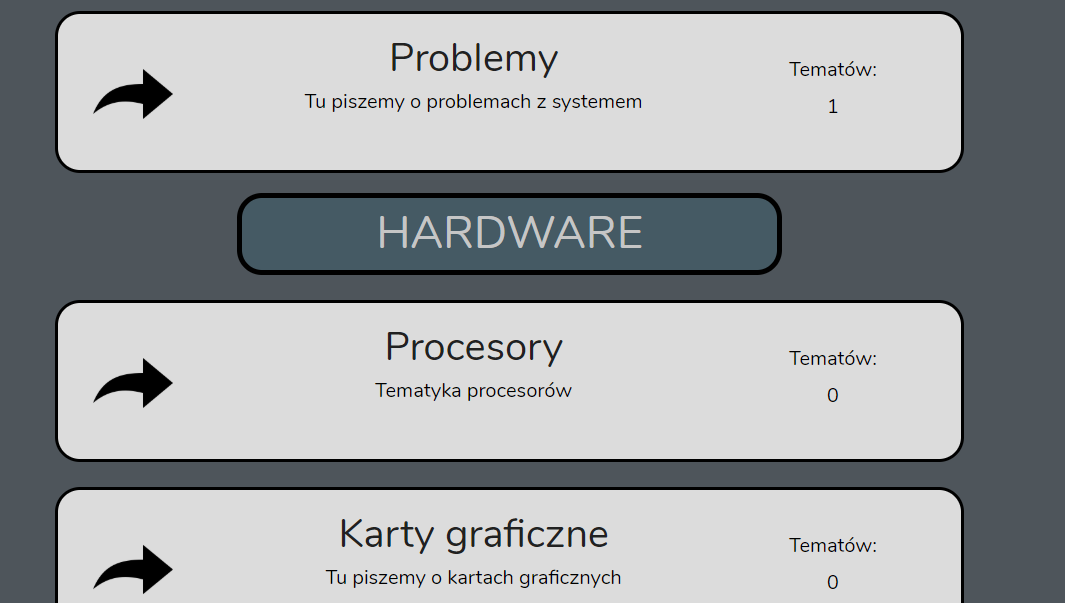 Problemy
Tu piszemy o problemach z systemem
Tematów:
1
HARDWARE
Procesory
Tematyka procesorów
Tematów:
0
Karty graficzne
Tu piszemy o kartach graficznych
Tematów:
0